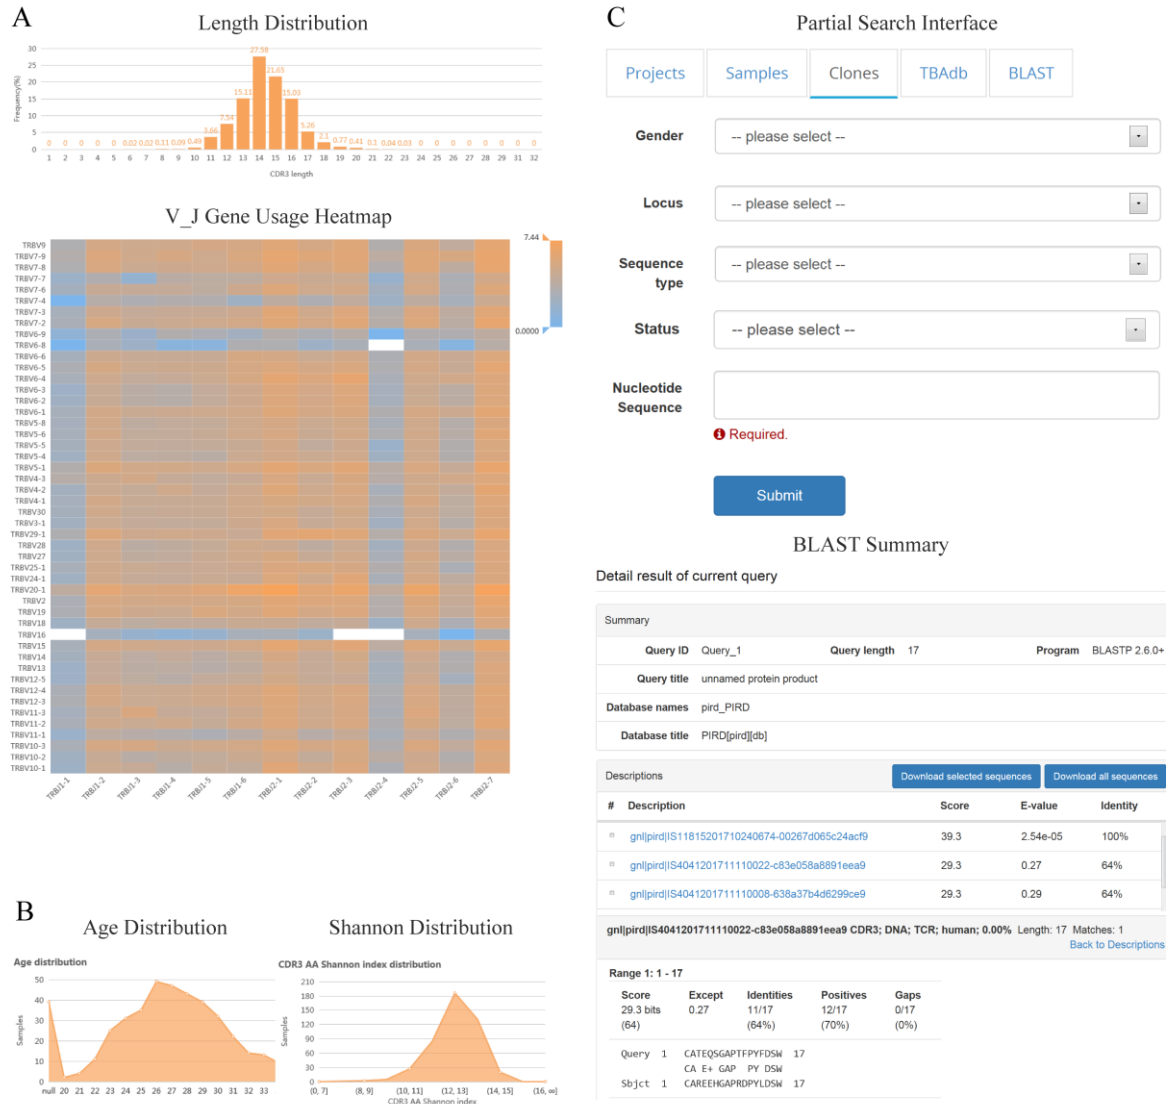 A
Length Distribution
Frequency(%)
30
25
20
15
10
5
0
0 0 0 0 0 0.02 0.02 0.11 0.09 0.49 3.66 7.54 15.11 27.58 21.65 15.03 5.26 2.1 0.77 0.41 0.1 0.04 0.03 0 0 0 0 0 0 0 0 0
1 2 3 4 5 6 7 8 9 10 11 12 13 14 15 16 17 18 19 20 21 22 23 24 25 26 27 28 29 30 31 32
CDR3 length
V_J Gene Usage Heatmap
7.44
0.0000
TRBV9
TRBV7-9
TRBV7-8
TRBV7-7
TRBV7-6
TRBV7-4
TRBV7-3
TRBV7-2
TRBV6-9
TRBV6-8
TRBV6-6
TRBV6-5
TRBV6-4
TRBV6-3
TRBV6-2
TRBV6-1
TRBV5-8
TRBV5-6
TRBV5-5
TRBV5-4
TRBV5-1
TRBV4-3
TRBV4-2
TRBV4-1
TRBV30
TRBV3-1
TRBV29-1
TRBV28
TRBV27
TRBV25-1
TRBV24-1
TRBV20-1
TRBV2
TRBV19
TRBV18
TRBV16
TRBV15
TRBV14
TRBV13
TRBV12-5
TRBV12-4
TRBV12-3
TRBV11-3
TRBV11-2
TRBV11-1
TRBV10-3
TRBV10-2
TRBV10-1
TRBJ1-1 TRBJ1-2 TRBJ1-3 TRBJ1-4 TRBJ1-5 TRBJ1-6 TRBJ2-1 TRBJ2-2 TRBJ2-3 TRBJ2-4 TRBJ2-5 TRBJ2-6 TRBJ2-7
B
Age Distribution
Age distribution
Samples
50
40
30
20
10
0
null 20 21 22 23 24 25 26 27 28 29 30 31 32 33
Shannon Distribution
CDR3 AA Shannon index distribution
Samples
210
180
150
120
90
60
30
0
(0, 7] (8, 9] (10, 11] (12, 13] (14, 15] (16, ∞]
CDR3 AA Shannon index
C
Partial Search Interface
Projects Samples Clones TBAdb BLAST
Gender -- please select --
Locus -- please select --
Sequence -- please select --
type
Status -- please select --
Nucleotide
Sequence
Required.
Submit
BLAST Summary
Detail result of current query
Summary
Query ID Query_1 Query length 17 Program BLASTP 2.6.0+
Query title unnamed protein product
Database names pird_PIRD
Database title PIRD[pird][db]
Descriptions Download selected sequences Download all sequences
# Description Score E-value Identity
gnl|pird|IS11815201710240674-00267d065c24acf9 39.3 2.54e-05 100%
gnl|pird|IS4041201711110022-c83e058a8891eea9 29.3 0.27 64%
gnl|pird|IS4041201711110008-638a37b4d6299ce9 29.3 0.29 64%
gnl|pird|IS4041201711110022-c83e058a8891eea9 CDR3; DNA; TCR; human; 0.00% Length: 17 Matches: 1
Back to Descriptions
Range 1: 1 - 17
Score Except Identities Positives Gaps
29.3 bits 0.27 11/17 12/17 0/17
(64) (64%) (70%) (0%)
Query 1 CATEQSGAPTFPYFDSW 17
CA E+ GAP PY DSW
Sbjct 1 CAREEHGAPRDPYLDSW 17